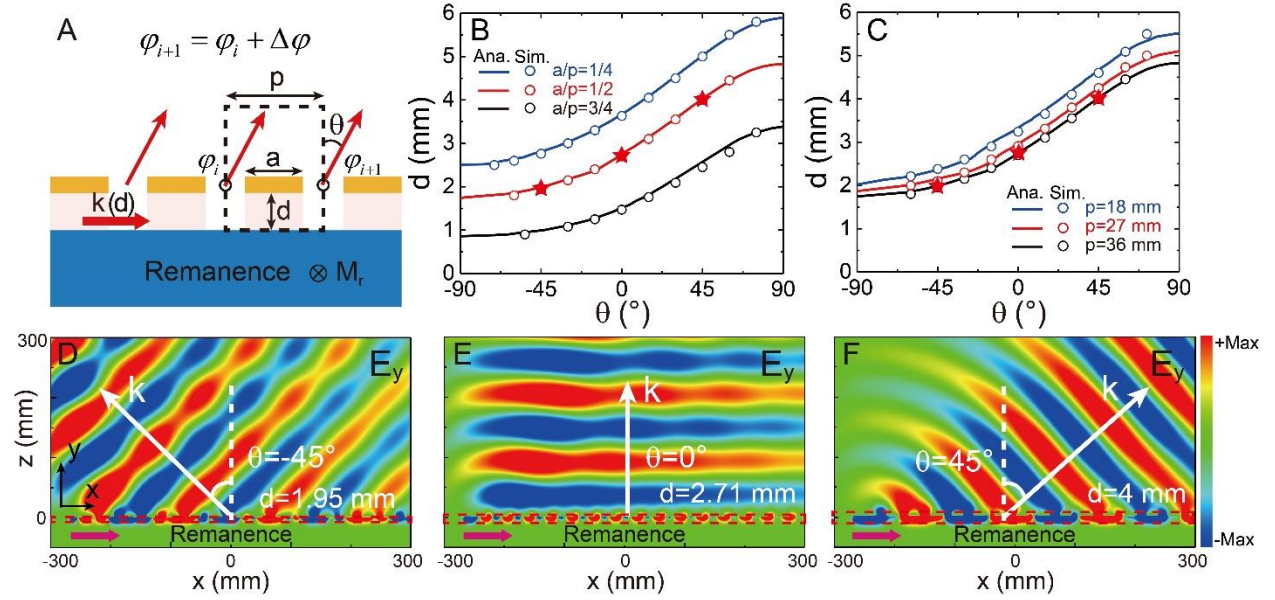 A
φᵢ₊₁ = φᵢ + Δφ
p
θ
φᵢ
a
φᵢ₊₁
k (d)
d
Remanence ⊗ Mᵣ
B
6
5
4
3
2
1
0
d (mm)
Ana. Sim.
a/p=1/4
a/p=1/2
a/p=3/4
-90 -45 0 45 90
θ (°)
C
6
5
4
3
2
1
0
d (mm)
Ana. Sim.
p=18 mm
p=27 mm
p=36 mm
-90 -45 0 45 90
θ (°)
D
300
0
z (mm)
E_y
k
θ=-45°
d=1.95 mm
y
x
Remanence
-300 0 300
x (mm)
E
E_y
k
θ=0°
d=2.71 mm
Remanence
-300 0 300
x (mm)
F
E_y
k
θ=45°
d=4 mm
Remanence
-300 0 300
x (mm)
+Max
-Max